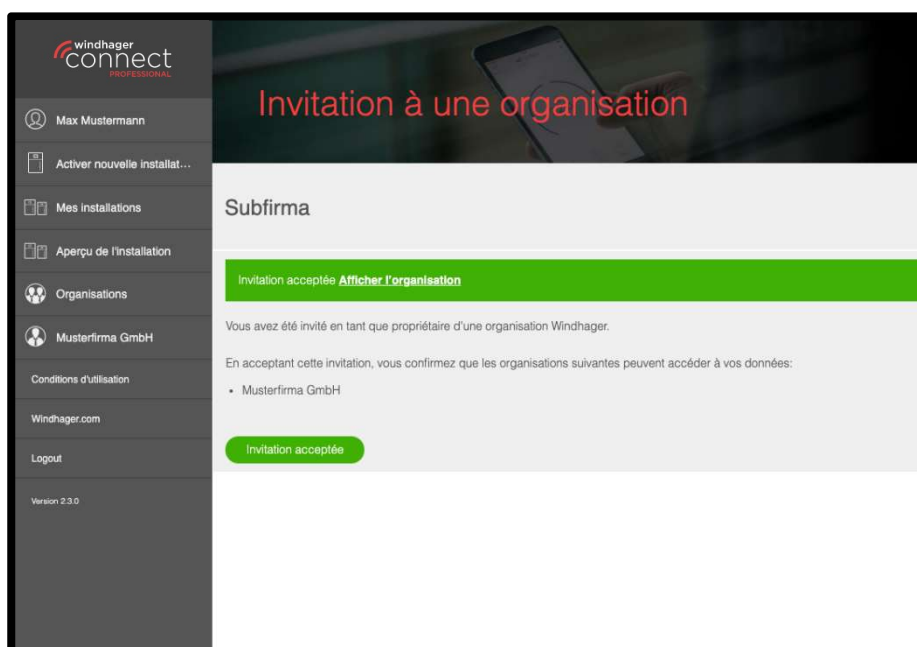 windhager
connect
PROFESSIONAL
Max Mustermann
Activer nouvelle installat...
Mes installations
Aperçu de l'installation
Organisations
Musterfirma GmbH
Conditions d'utilisation
Windhager.com
Logout
Version 2.3.0
Invitation à une organisation
Subfirma
Invitation acceptée Afficher l'organisation
Vous avez été invité en tant que propriétaire d'une organisation Windhager.
En acceptant cette invitation, vous confirmez que les organisations suivantes peuvent accéder à vos données:
• Musterfirma GmbH
Invitation acceptée